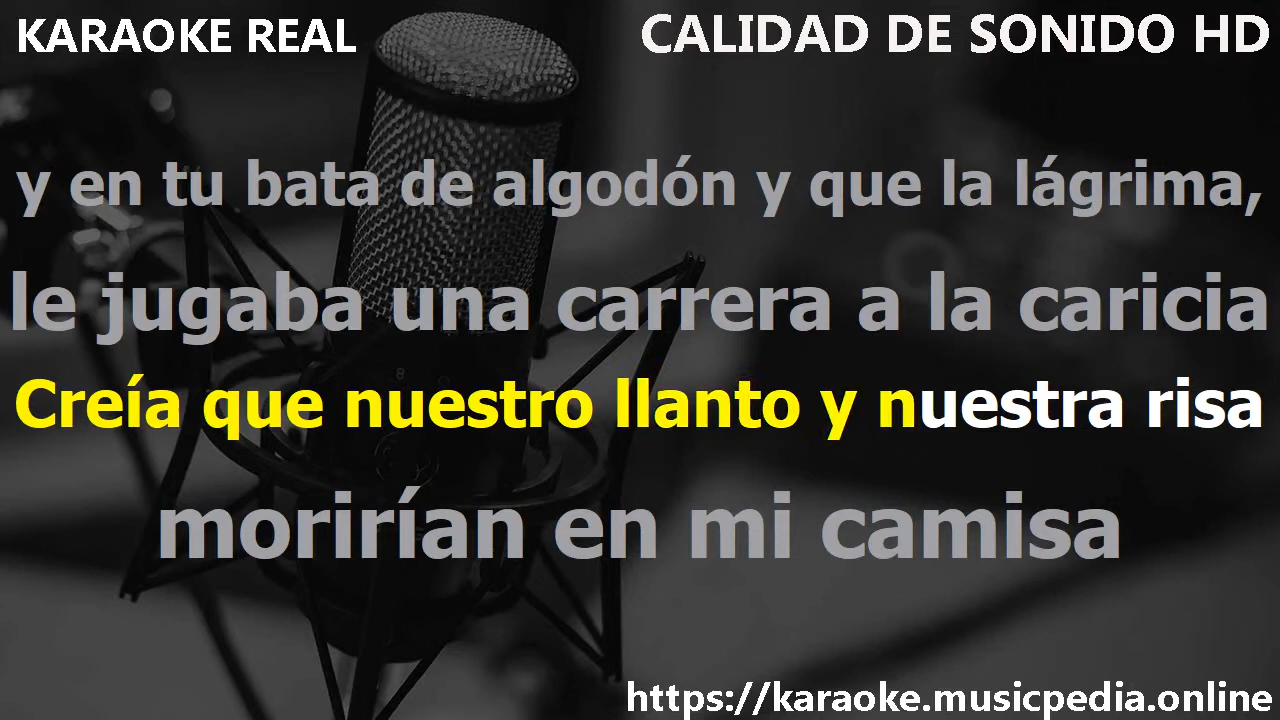 KARAOKE REAL
CALIDAD DE SONIDO HD
y en tu bata de algodón y que la lágrima,
le jugaba una carrera a la caricia
Creía que nuestro llanto y nuestra risa
morirían en mi camisa
https://karaoke.musicpedia.online